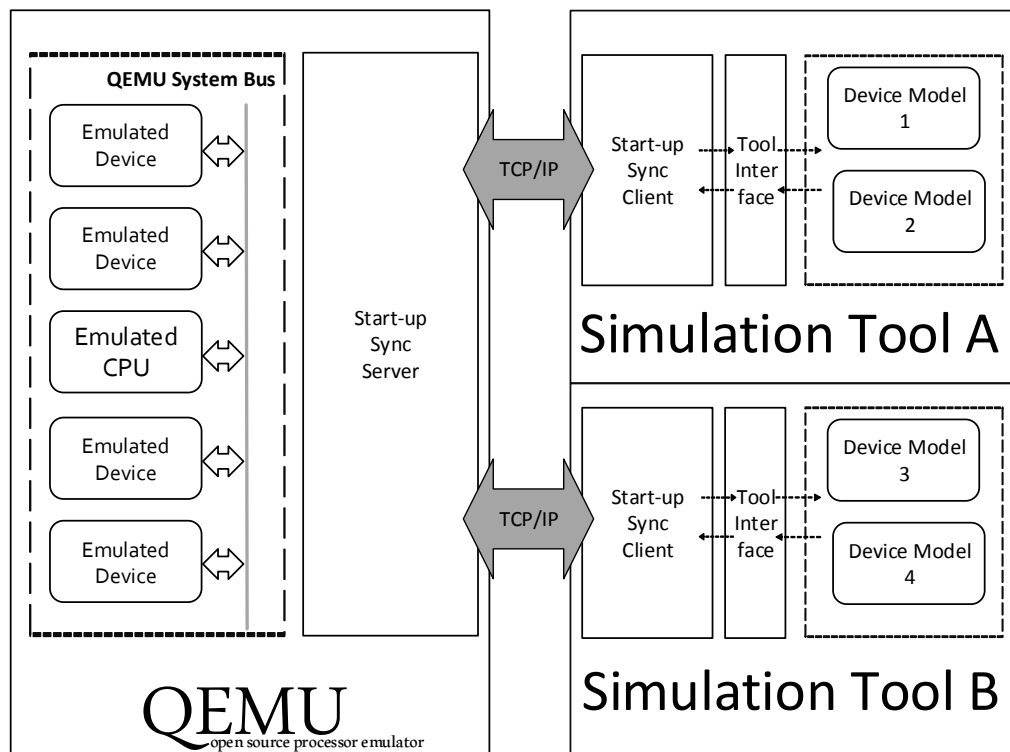 QEMU System Bus
Emulated
Device
Emulated
Device
Emulated
CPU
Emulated
Device
Emulated
Device
Start-up
Sync
Server
QEMU
open source processor emulator
TCP/IP
TCP/IP
Start-up
Sync
Client
Tool
Inter
face
Device Model
1
Device Model
2
Simulation Tool A
Start-up
Sync
Client
Tool
Inter
face
Device Model
3
Device Model
4
Simulation Tool B